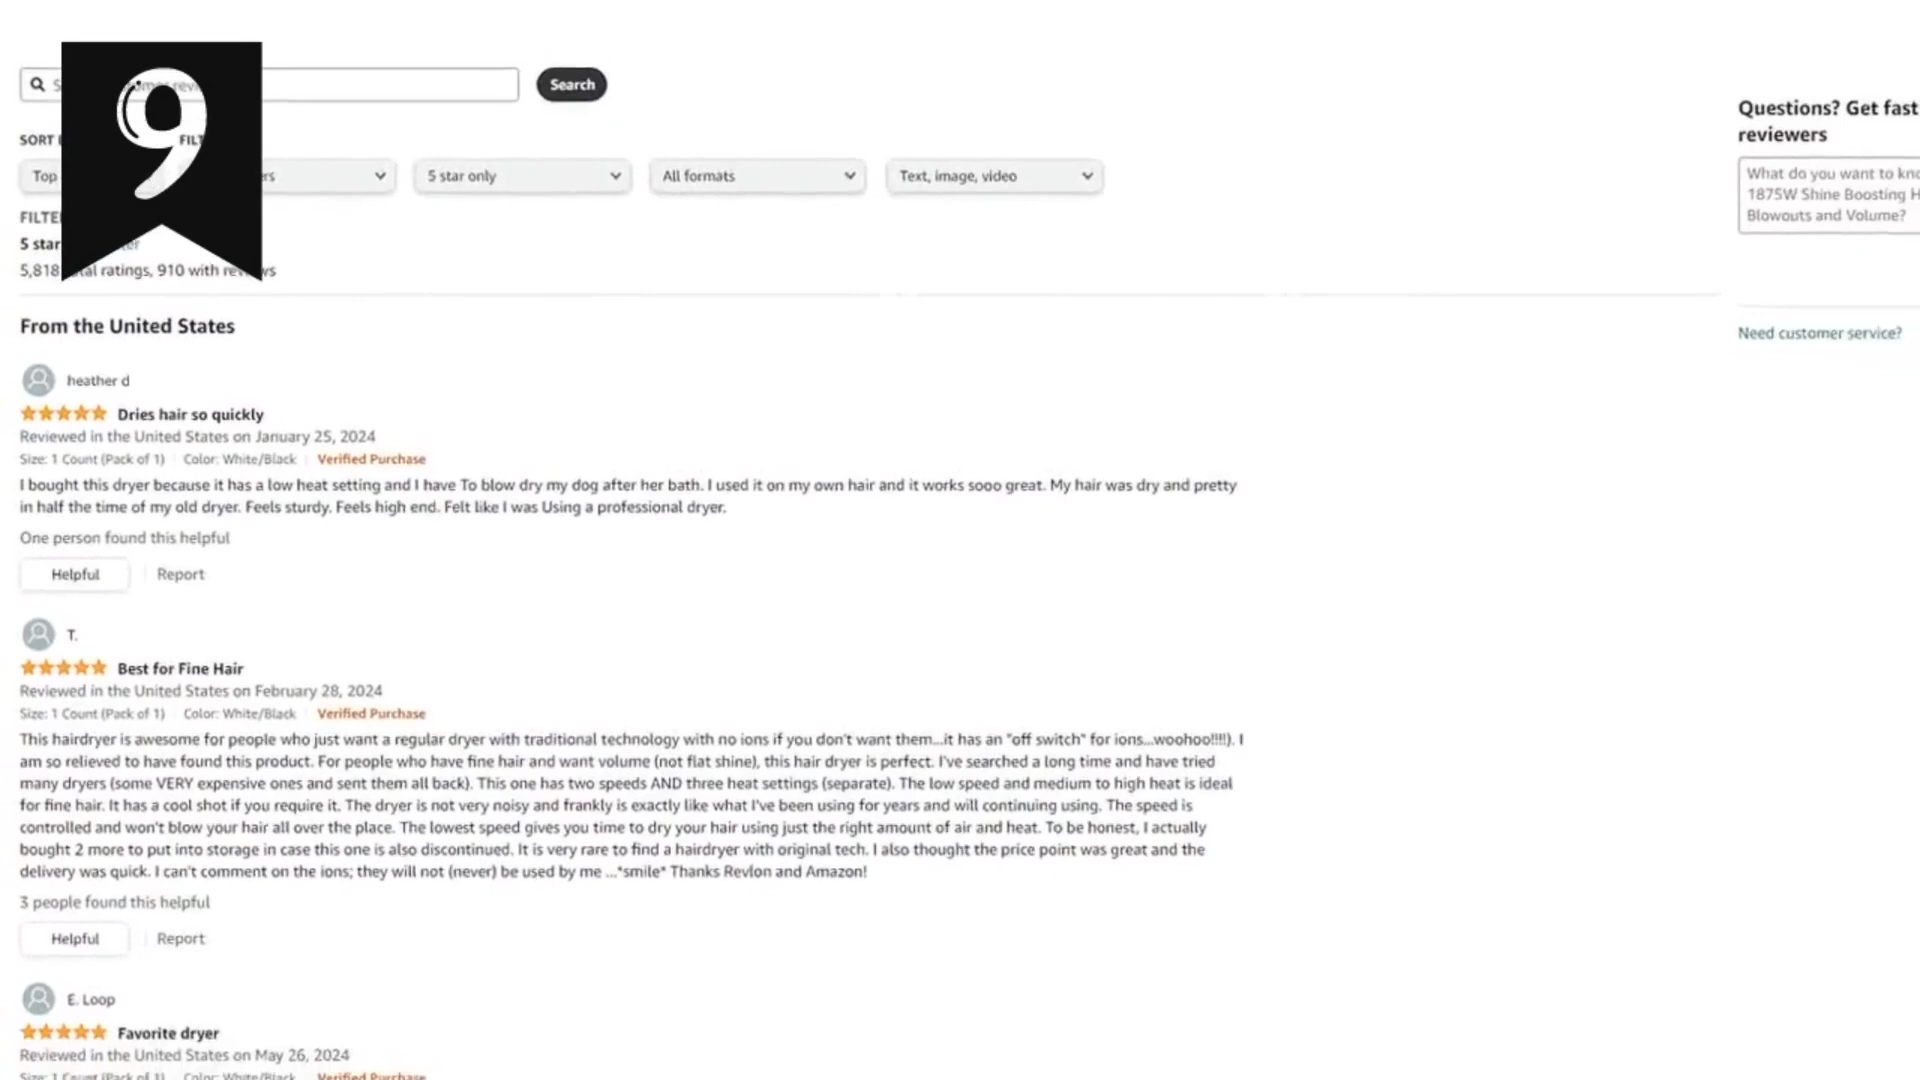 9
Search
Questions? Get fast
reviewers
SORT
FILT
Top
5 star only
All formats
Text, image, video
What do you want to kno
1875W Shine Boosting H
Blowouts and Volume?
FILTE
5 star
5,818 ratings, 910 with
From the United States
Need customer service?
heather d
Dries hair so quickly
Reviewed in the United States on January 25, 2024
Size: 1 Count (Pack of 1) Color: White/Black Verified Purchase
I bought this dryer because it has a low heat setting and I have To blow dry my dog after her bath. I used it on my own hair and it works sooo great. My hair was dry and pretty
in half the time of my old dryer. Feels sturdy. Feels high end. Felt like I was Using a professional dryer.
One person found this helpful
Helpful Report
T.
Best for Fine Hair
Reviewed in the United States on February 28, 2024
Size: 1 Count (Pack of 1) Color: White/Black Verified Purchase
This hairdryer is awesome for people who just want a regular dryer with traditional technology with no ions if you don't want them...it has an "off switch" for ions...woohoo!!!!). I
am so relieved to have found this product. For people who have fine hair and want volume (not flat shine), this hair dryer is perfect. I've searched a long time and have tried
many dryers (some VERY expensive ones and sent them all back). This one has two speeds AND three heat settings (separate). The low speed and medium to high heat is ideal
for fine hair. It has a cool shot if you require it. The dryer is not very noisy and frankly is exactly like what I've been using for years and will continuing using. The speed is
controlled and won't blow your hair all over the place. The lowest speed gives you time to dry your hair using just the right amount of air and heat. To be honest, I actually
bought 2 more to put into storage in case this one is also discontinued. It is very rare to find a hairdryer with original tech. I also thought the price point was great and the
delivery was quick. I can't comment on the ions; they will not (never) be used by me ...*smile* Thanks Revlon and Amazon!
3 people found this helpful
Helpful Report
E. Loop
Favorite dryer
Reviewed in the United States on May 26, 2024
Size: 1 Count (Pack of 1) Color: White/Black Verified Purchase